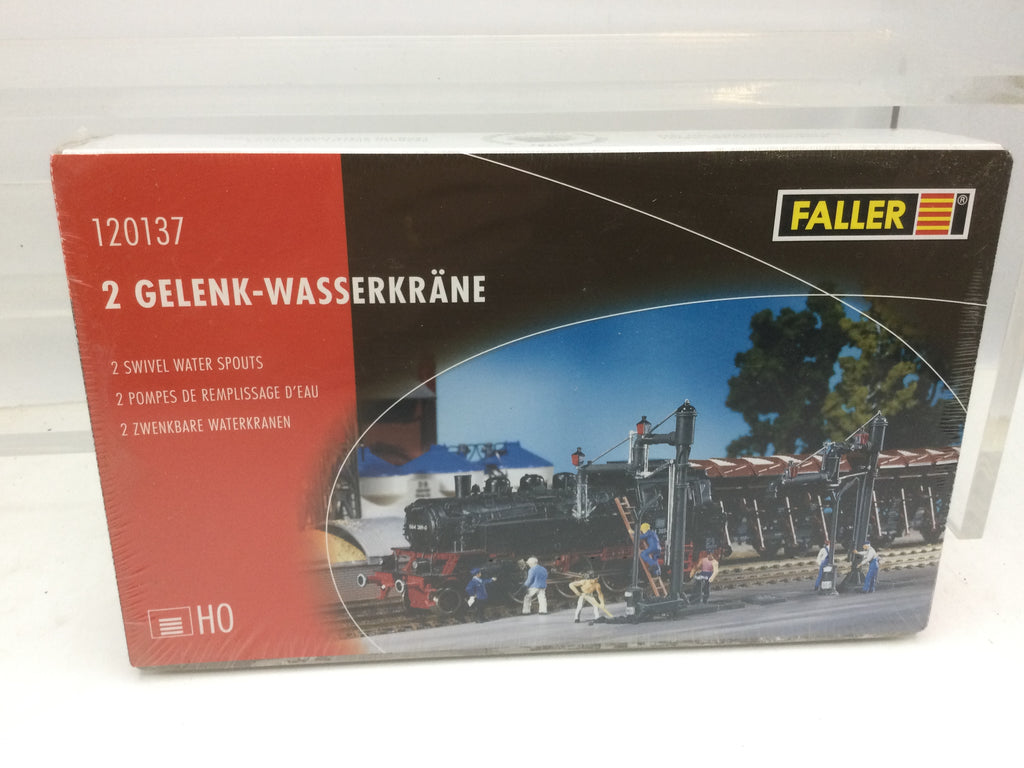 120137
FALLER ®
2 GELENK-WASSERKRÄNE
2 SWIVEL WATER SPOUTS
2 POMPES DE REMPLISSAGE D'EAU
2 ZWENKBARE WATERKRANEN
HO